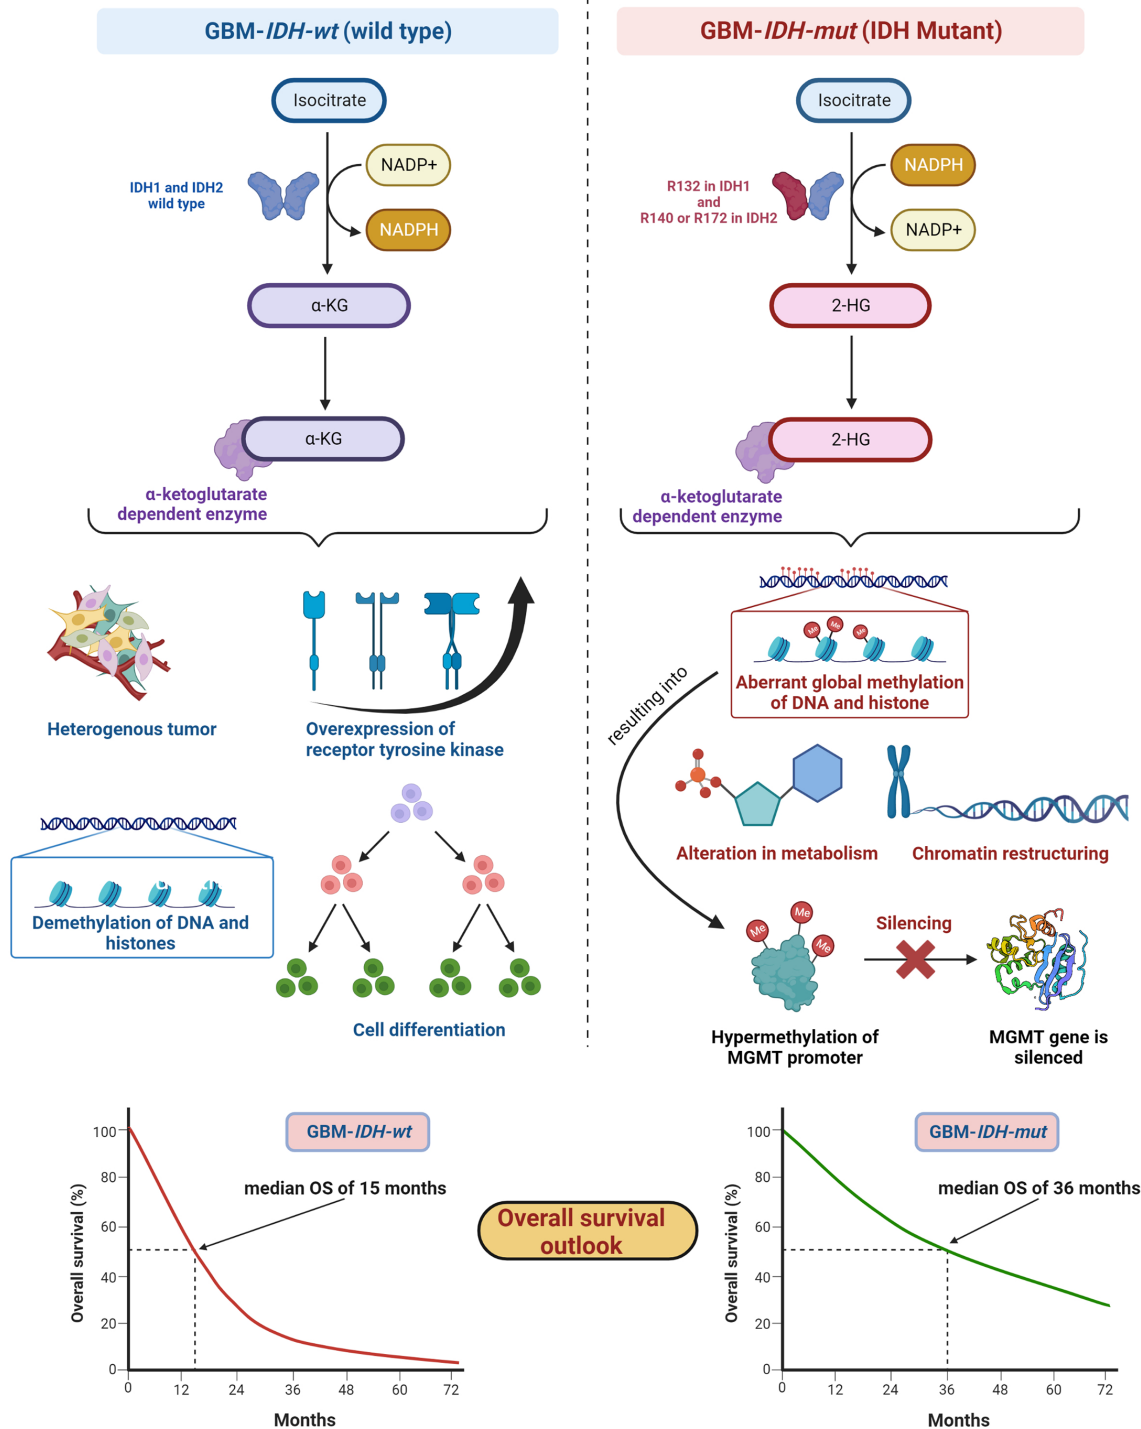 GBM-IDH-wt (wild type)
Isocitrate
NADP+
IDH1 and IDH2
wild type
NADPH
α-KG
α-KG
α-ketoglutarate
dependent enzyme
Heterogenous tumor
Overexpression of
receptor tyrosine kinase
Demethylation of DNA and
histones
Cell differentiation
GBM-IDH-mut (IDH Mutant)
Isocitrate
NADPH
R132 in IDH1
and
R140 or R172 in IDH2
NADP+
2-HG
2-HG
α-ketoglutarate
dependent enzyme
Me
Me
Me
Aberrant global methylation
of DNA and histone
resulting into
Alteration in metabolism
Chromatin restructuring
Me
Me
Me
Silencing
Hypermethylation of
MGMT promoter
MGMT gene is
silenced
GBM-IDH-wt
median OS of 15 months
Overall survival (%)
100
80
60
40
20
0
0 12 24 36 48 60 72
Months
Overall survival
outlook
GBM-IDH-mut
median OS of 36 months
Overall survival (%)
100
80
60
40
20
0
0 12 24 36 48 60 72
Months